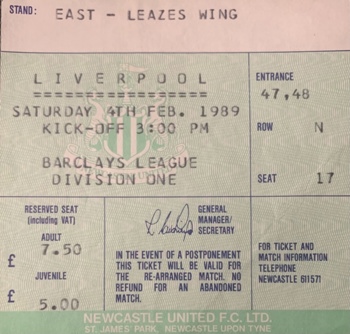 STAND: EAST - LEAZES WING
LIVERPOOL
SATURDAY 4TH FEB. 1989
KICK-OFF 3:00 PM
BARCLAYS LEAGUE
DIVISION ONE
ENTRANCE
47,48
ROW N
SEAT 17
RESERVED SEAT
(including VAT)
ADULT
£ 7.50
JUVENILE
£ 5.00
GENERAL
MANAGER/
SECRETARY
IN THE EVENT OF A POSTPONEMENT
THIS TICKET WILL BE VALID FOR
THE RE-ARRANGED MATCH. NO
REFUND FOR AN ABANDONED
MATCH.
FOR TICKET AND
MATCH INFORMATION
TELEPHONE
NEWCASTLE 611571
NEWCASTLE UNITED F.C. LTD.
ST. JAMES PARK, NEWCASTLE UPON TYNE